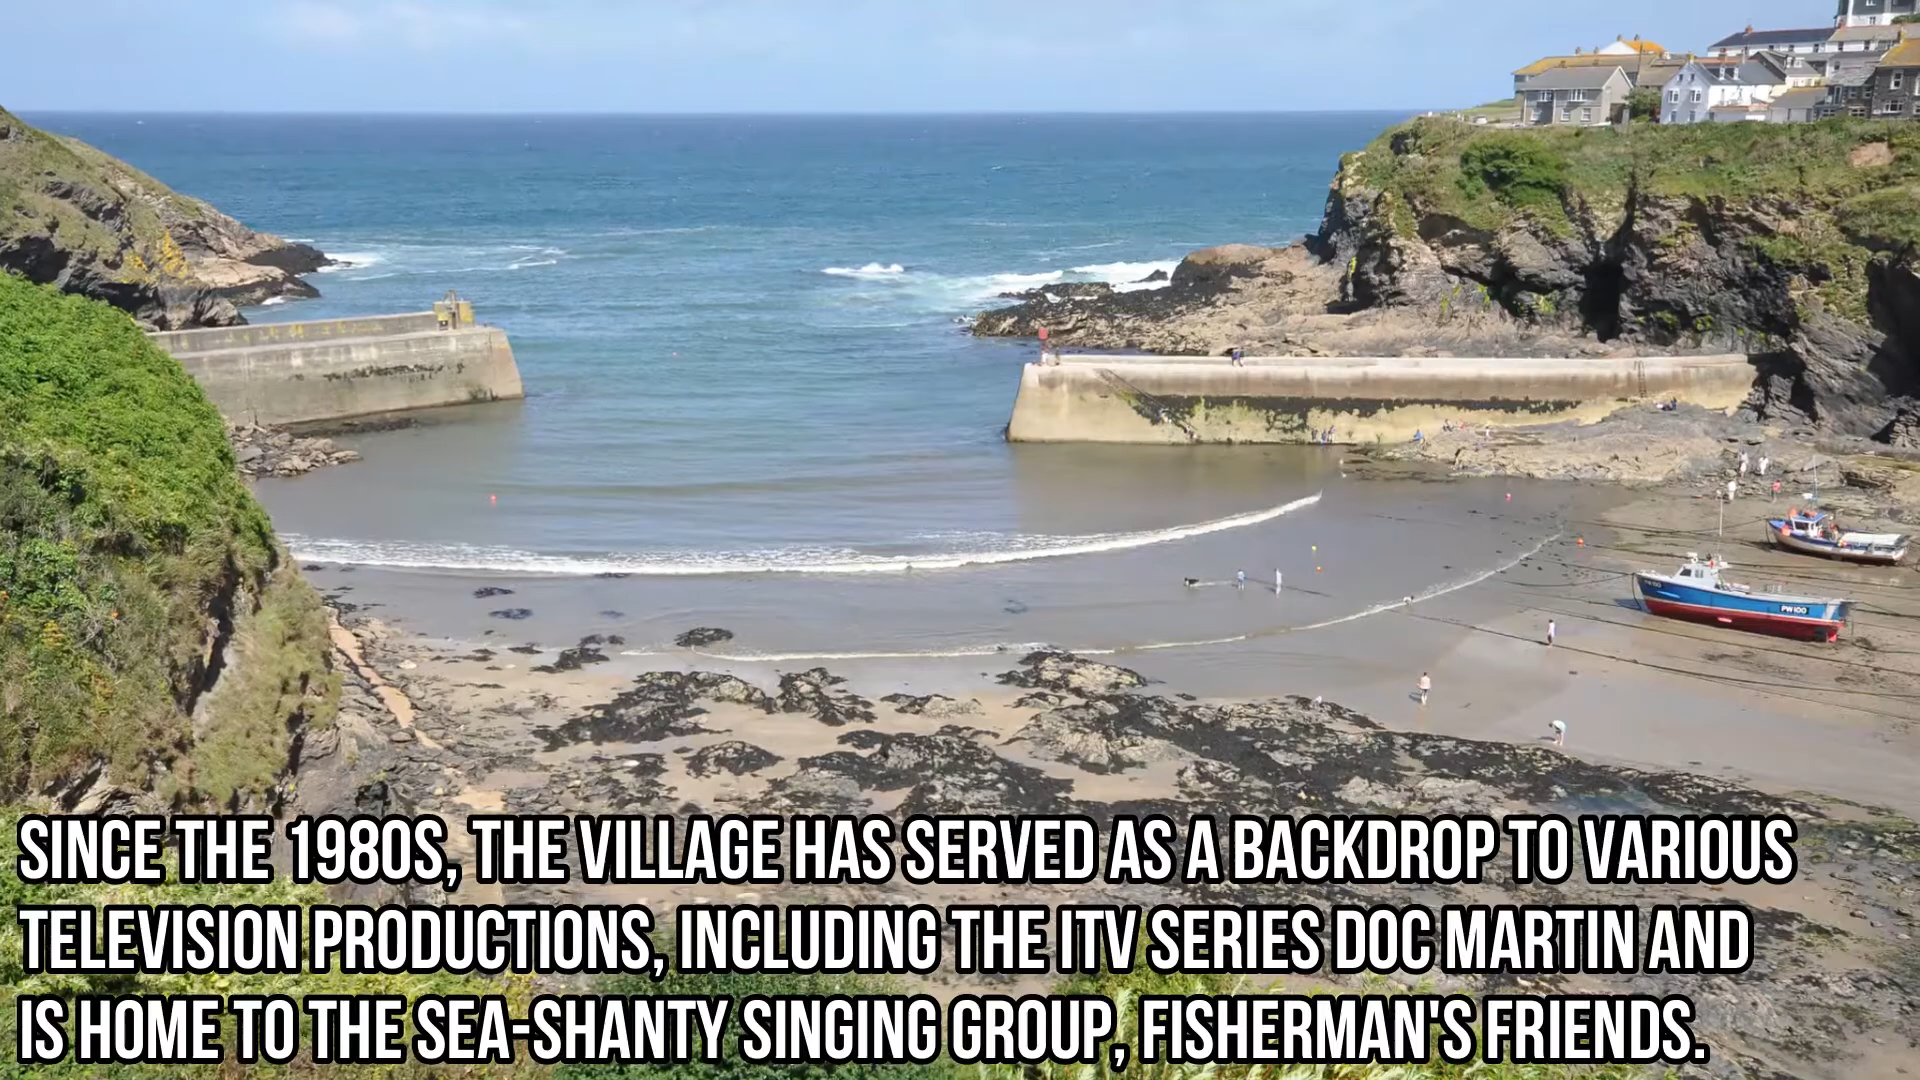 SINCE THE 1980S, THE VILLAGE HAS SERVED AS A BACKDROP TO VARIOUS
TELEVISION PRODUCTIONS, INCLUDING THE ITV SERIES DOC MARTIN AND
IS HOME TO THE SEA-SHANTY SINGING GROUP, FISHERMAN'S FRIENDS.
PW100